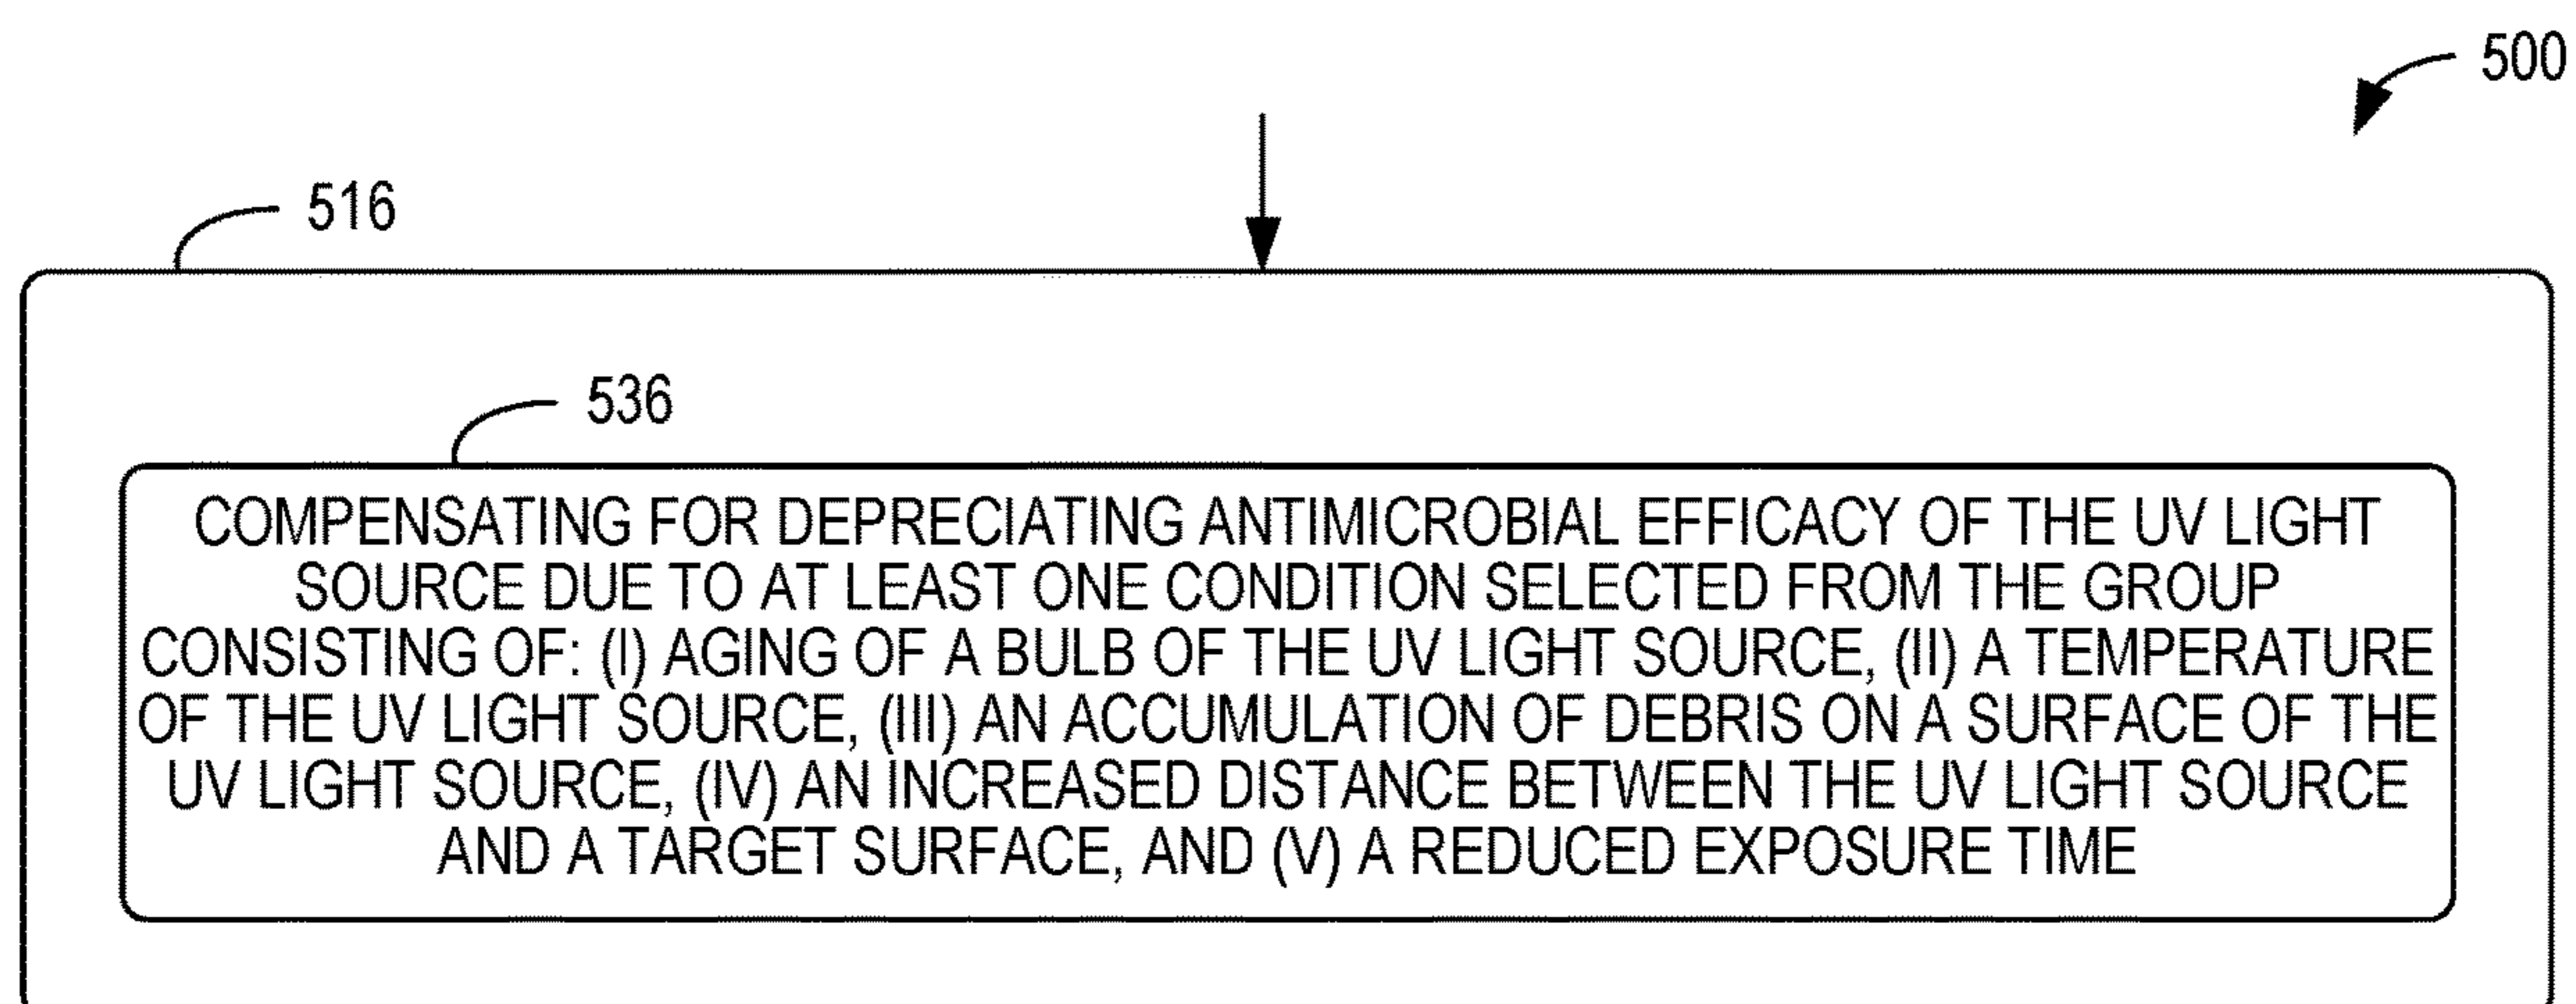 500
516
536
COMPENSATING FOR DEPRECIATING ANTIMICROBIAL EFFICACY OF THE UV LIGHT
SOURCE DUE TO AT LEAST ONE CONDITION SELECTED FROM THE GROUP
CONSISTING OF: (I) AGING OF A BULB OF THE UV LIGHT SOURCE, (II) A TEMPERATURE
OF THE UV LIGHT SOURCE, (III) AN ACCUMULATION OF DEBRIS ON A SURFACE OF THE
UV LIGHT SOURCE, (IV) AN INCREASED DISTANCE BETWEEN THE UV LIGHT SOURCE
AND A TARGET SURFACE, AND (V) A REDUCED EXPOSURE TIME